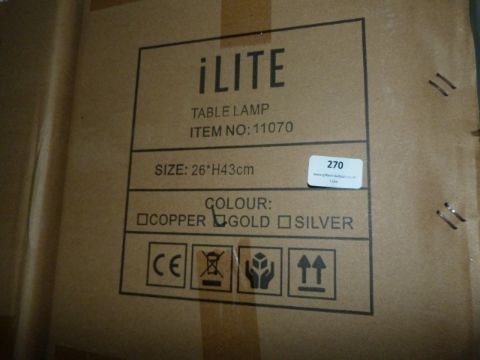 iLITE
TABLE LAMP
ITEM NO: 11070
SIZE: 26*H43cm
270
COLOUR:
COPPER GOLD SILVER
CE